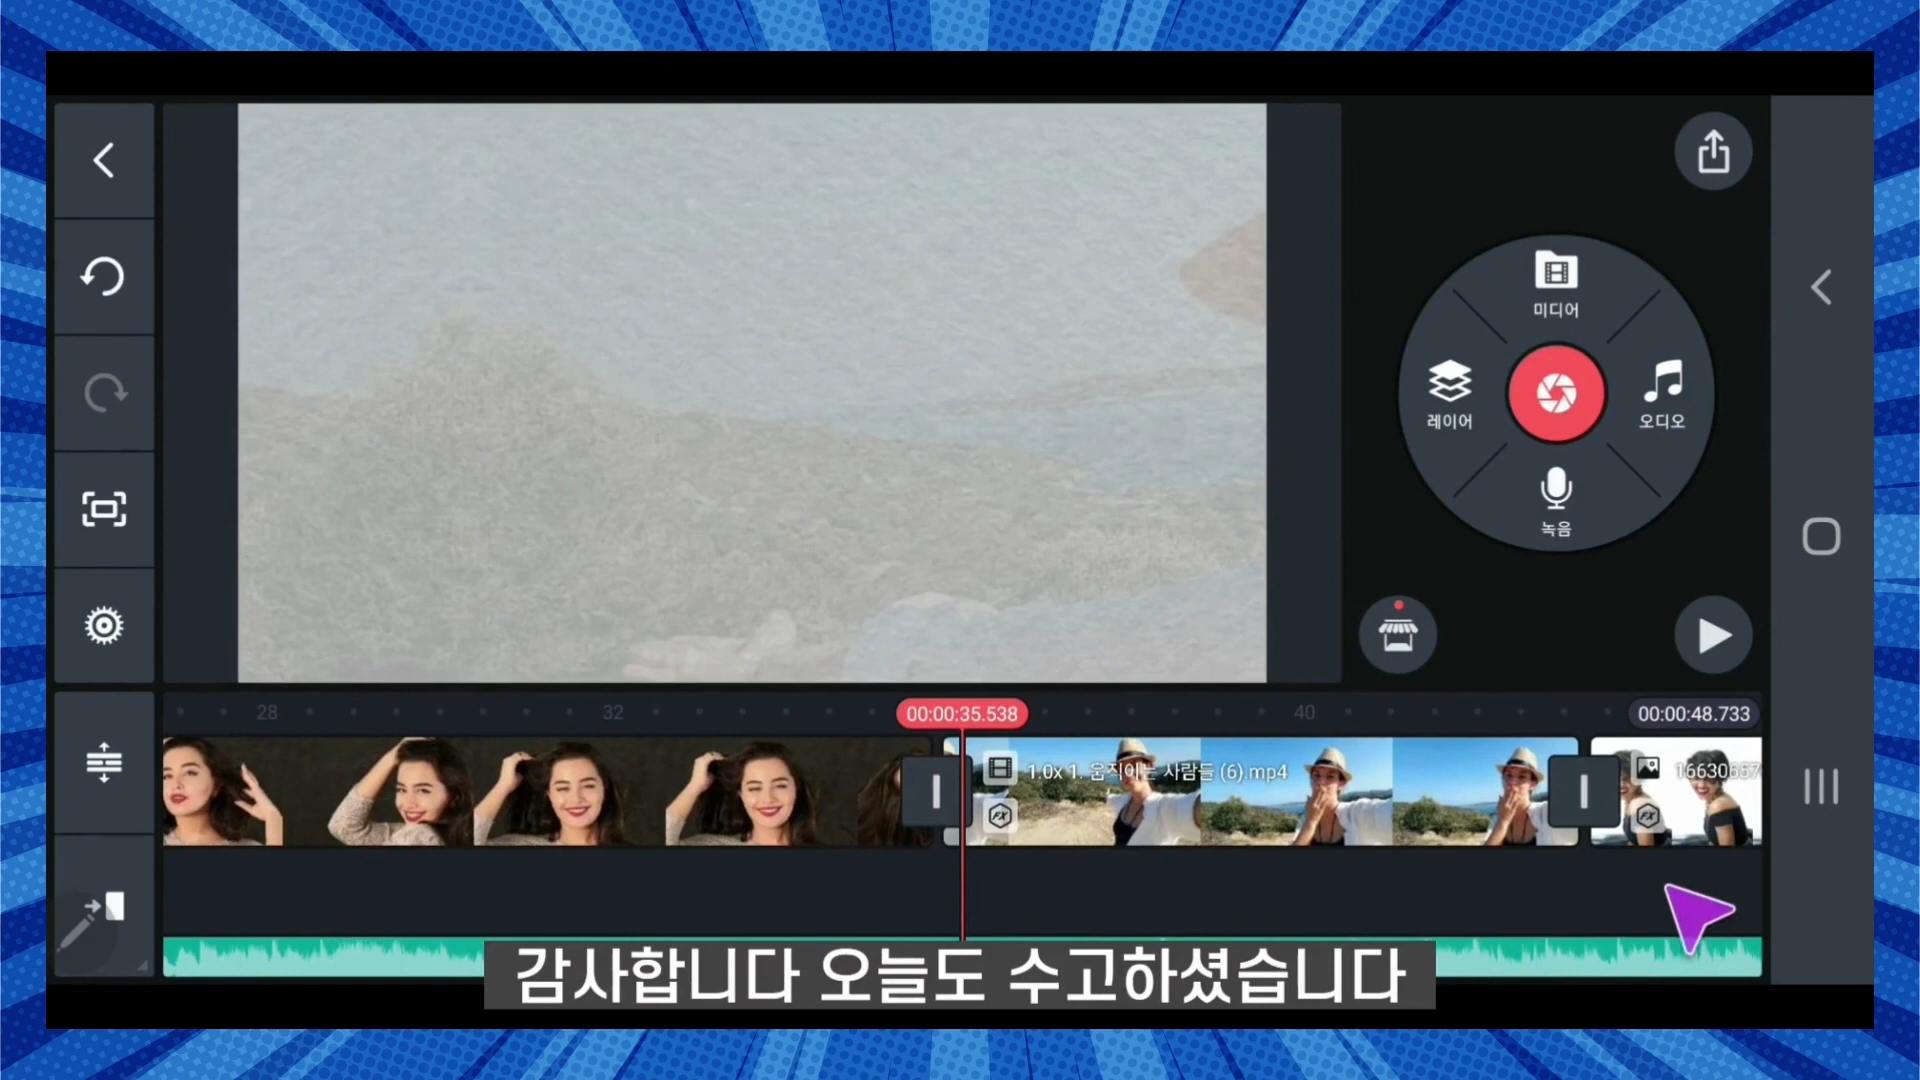 미디어
레이어
오디오
녹음
28
32
00:00:35.538
40
00:00:48.733
1.0x 1. 움직이는 사람들 (6).mp4
FX
FX
감사합니다 오늘도 수고하셨습니다